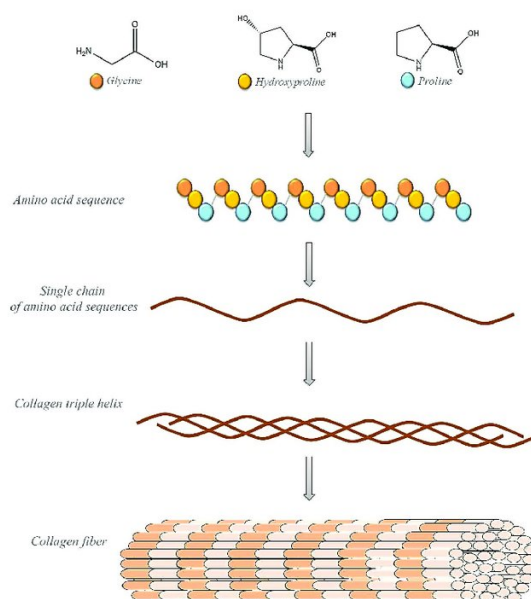 H₂N
O
OH
Glycine
HO
N
H
OH
O
Hydroxyproline
N
H
OH
O
Proline
Amino acid sequence
Single chain
of amino acid sequences
Collagen triple helix
Collagen fiber